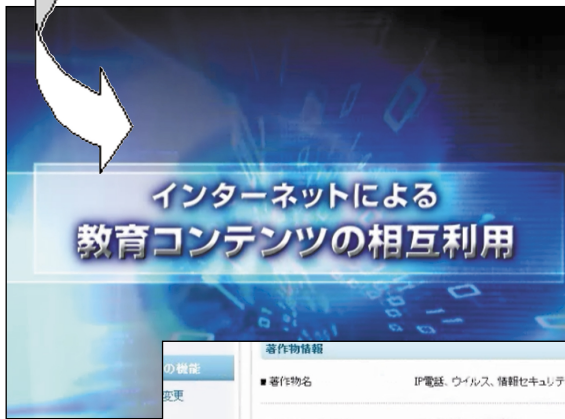 インターネットによる
教育コンテンツの相互利用
著作物情報
の機能
変更
■ 著作物名 IP電話、ウイルス、情報セキュリテ